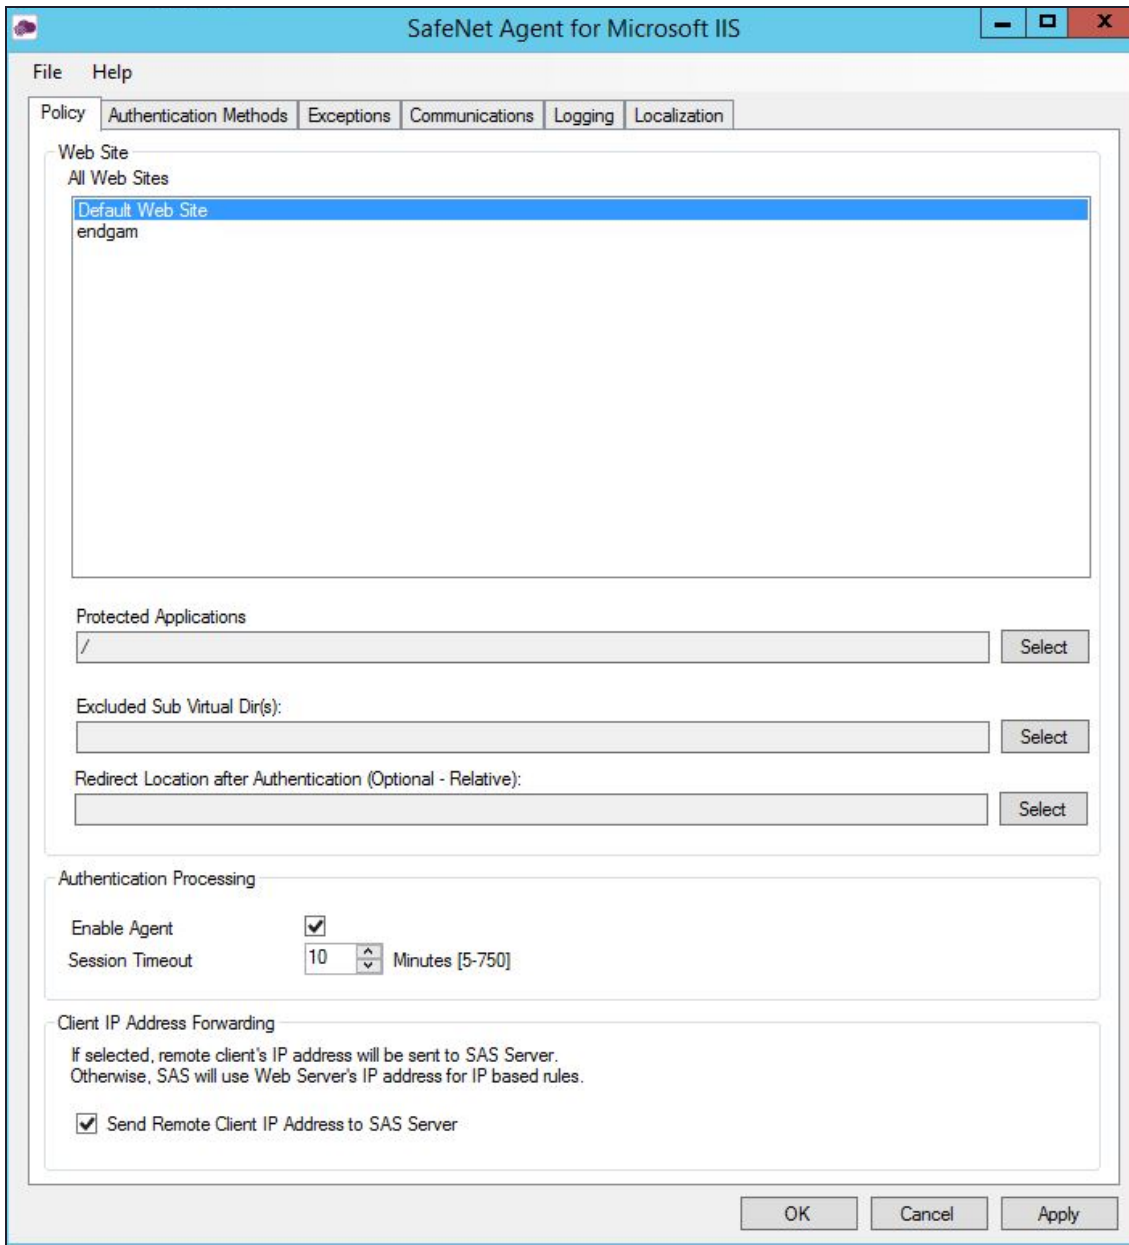 SafeNet Agent for Microsoft IIS
File Help
Policy Authentication Methods Exceptions Communications Logging Localization
Web Site
All Web Sites
Default Web Site
endgam
Protected Applications
/ Select
Excluded Sub Virtual Dir(s):
Select
Redirect Location after Authentication (Optional - Relative):
Select
Authentication Processing
Enable Agent
Session Timeout 10 Minutes [5-750]
Client IP Address Forwarding
If selected, remote client's IP address will be sent to SAS Server.
Otherwise, SAS will use Web Server's IP address for IP based rules.
Send Remote Client IP Address to SAS Server
OK Cancel Apply